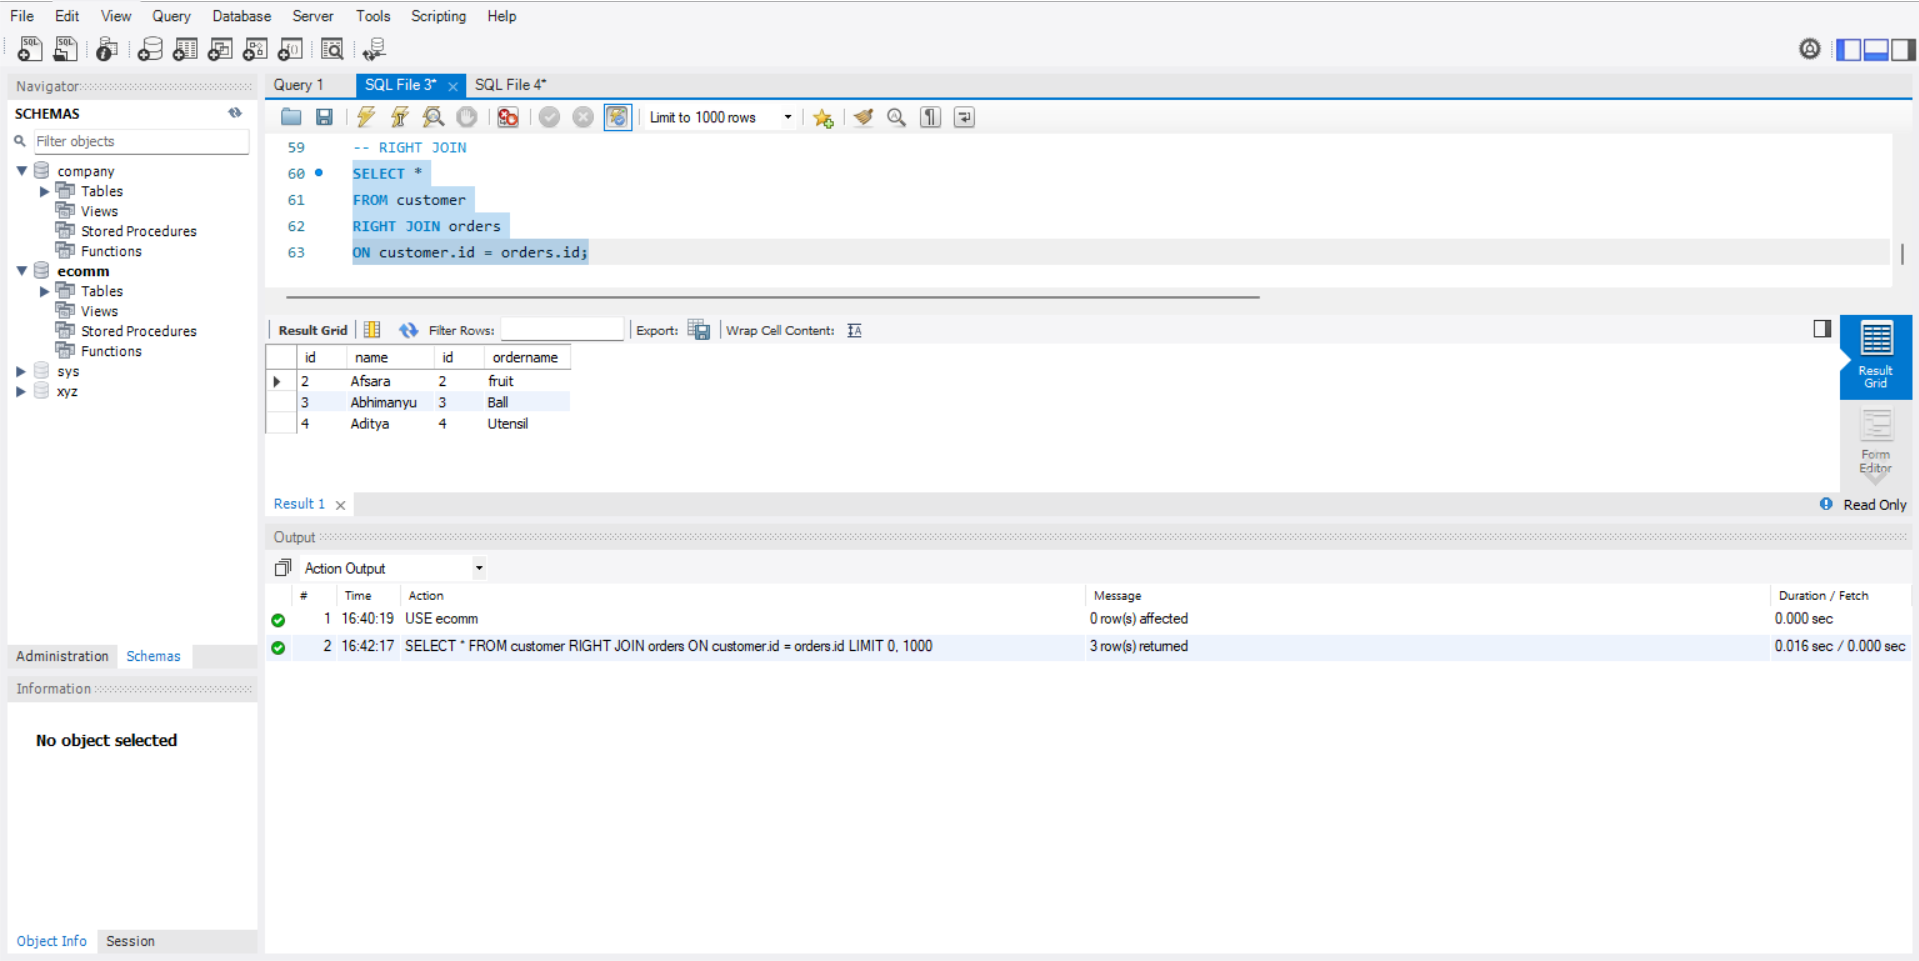 File Edit View Query Database Server Tools Scripting Help
Navigator
SCHEMAS
Filter objects
company
Tables
Views
Stored Procedures
Functions
ecomm
Tables
Views
Stored Procedures
Functions
sys
xyz
Administration Schemas
Information
No object selected
Object Info Session
Query 1 SQL File 3* SQL File 4*
Limit to 1000 rows
59 -- RIGHT JOIN
60 SELECT *
61 FROM customer
62 RIGHT JOIN orders
63 ON customer.id = orders.id;
Result Grid Filter Rows: Export: Wrap Cell Content:
id name id ordername
2 Afsara 2 fruit
3 Abhimanyu 3 Ball
4 Aditya 4 Utensil
Result
Grid
Form
Editor
Result 1 Read Only
Output
Action Output
# Time Action Message Duration / Fetch
1 16:40:19 USE ecomm 0 row(s) affected 0.000 sec
2 16:42:17 SELECT * FROM customer RIGHT JOIN orders ON customer.id = orders.id LIMIT 0, 1000 3 row(s) returned 0.016 sec / 0.000 sec